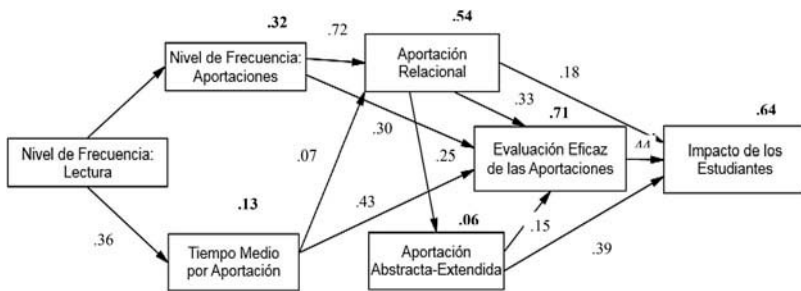 .32
.54
Nivel de Frecuencia:
Aportaciones
.72
Aportación
Relacional
.18
.33
.71
.64
.30
Nivel de Frecuencia:
Lectura
.07
.25
Evaluación Eficaz
de las Aportaciones
.44
Impacto de los
Estudiantes
.13
.43
.06
.15
.36
Tiempo Medio
por Aportación
Aportación
Abstracta-Extendida
.39